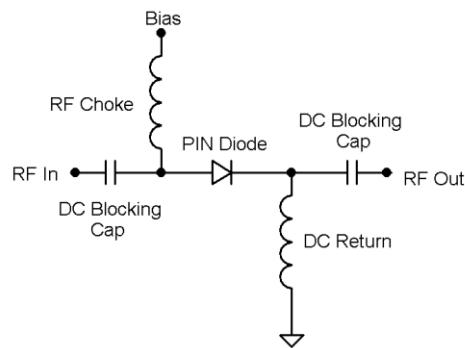 Bias
RF Choke
PIN Diode
DC Blocking
Cap
RF In
RF Out
DC Blocking
Cap
DC Return